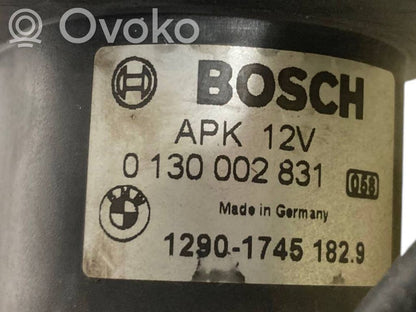 Ovoko
BOSCH
APK 12V
0 130 002 831 058
Made in Germany
1290-1745 182.9